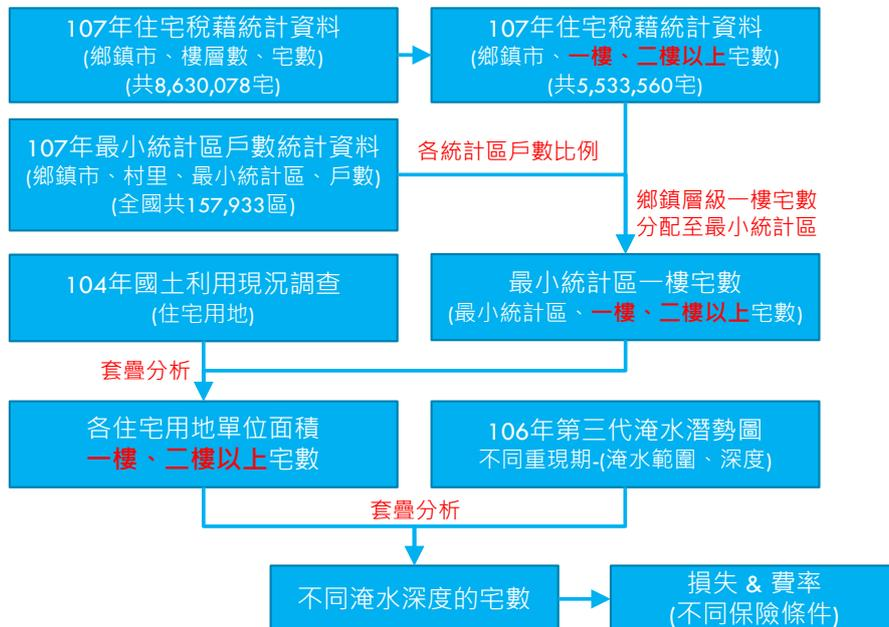 107年住宅稅藉統計資料
(鄉鎮市、樓層數、宅數)
(共8,630,078宅)
107年住宅稅藉統計資料
(鄉鎮市、一樓、二樓以上宅數)
(共5,533,560宅)
107年最小統計區戶數統計資料
(鄉鎮市、村里、最小統計區、戶數)
(全國共157,933區)
各統計區戶數比例
鄉鎮層級一樓宅數
分配至最小統計區
104年國土利用現況調查
(住宅用地)
最小統計區一樓宅數
(最小統計區、一樓、二樓以上宅數)
套疊分析
各住宅用地單位面積
一樓、二樓以上宅數
106年第三代淹水潛勢圖
不同重現期-(淹水範圍、深度)
套疊分析
不同淹水深度的宅數
損失 & 費率
(不同保險條件)